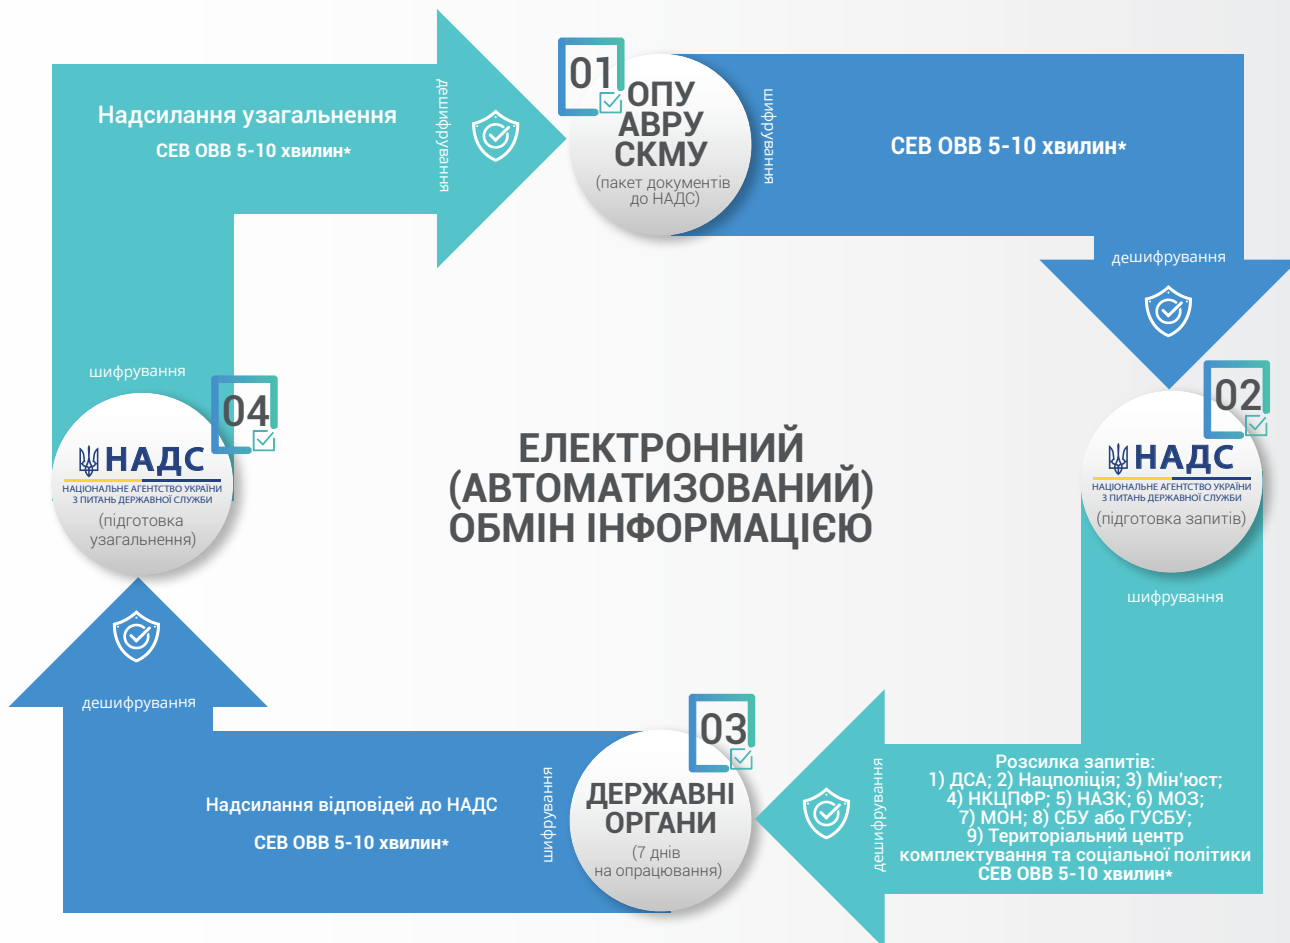 01
ОПУ
АВРУ
СКМУ
(пакет документів
до НАДС)
шифрування
СЕВ ОВВ 5-10 хвилин*
дешифрування
02
НАДС
НАЦІОНАЛЬНЕ АГЕНТСТВО УКРАЇНИ
З ПИТАНЬ ДЕРЖАВНОЇ СЛУЖБИ
(підготовка запитів)
шифрування
Розсилка запитів:
1) ДСА; 2) Нацполіція; 3) Мін'юст;
4) НКЦПФР; 5) НАЗК; 6) МОЗ;
7) МОН; 8) СБУ або ГУСБУ;
9) Територіальний центр
комплектування та соціальної політики
СЕВ ОВВ 5-10 хвилин*
дешифрування
03
ДЕРЖАВНІ
ОРГАНИ
(7 днів
на опрацювання)
шифрування
Надсилання відповідей до НАДС
СЕВ ОВВ 5-10 хвилин*
дешифрування
04
НАДС
НАЦІОНАЛЬНЕ АГЕНТСТВО УКРАЇНИ
З ПИТАНЬ ДЕРЖАВНОЇ СЛУЖБИ
(підготовка
узагальнення)
шифрування
Надсилання узагальнення
СЕВ ОВВ 5-10 хвилин*
дешифрування
ЕЛЕКТРОННИЙ
(АВТОМАТИЗОВАНИЙ)
ОБМІН ІНФОРМАЦІЄЮ